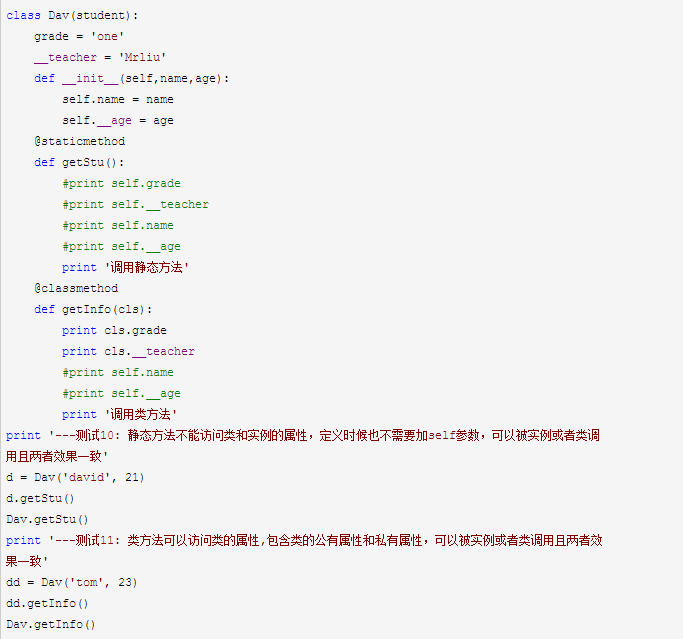 class Dav(student):
    grade = 'one'
    __teacher = 'Mrliu'
    def __init__(self,name,age):
        self.name = name
        self.__age = age
    @staticmethod
    def getStu():
        #print self.grade
        #print self.__teacher
        #print self.name
        #print self.__age
        print '调用静态方法'
    @classmethod
    def getInfo(cls):
        print cls.grade
        print cls.__teacher
        #print self.name
        #print self.__age
        print '调用类方法'
print '---测试10: 静态方法不能访问类和实例的属性，定义时候也不需要加self参数，可以被实例或者类调
用且两者效果一致'
d = Dav('david', 21)
d.getStu()
Dav.getStu()
print '---测试11: 类方法可以访问类的属性,包含类的公有属性和私有属性，可以被实例或者类调用且两者效
果一致'
dd = Dav('tom', 23)
dd.getInfo()
Dav.getInfo()